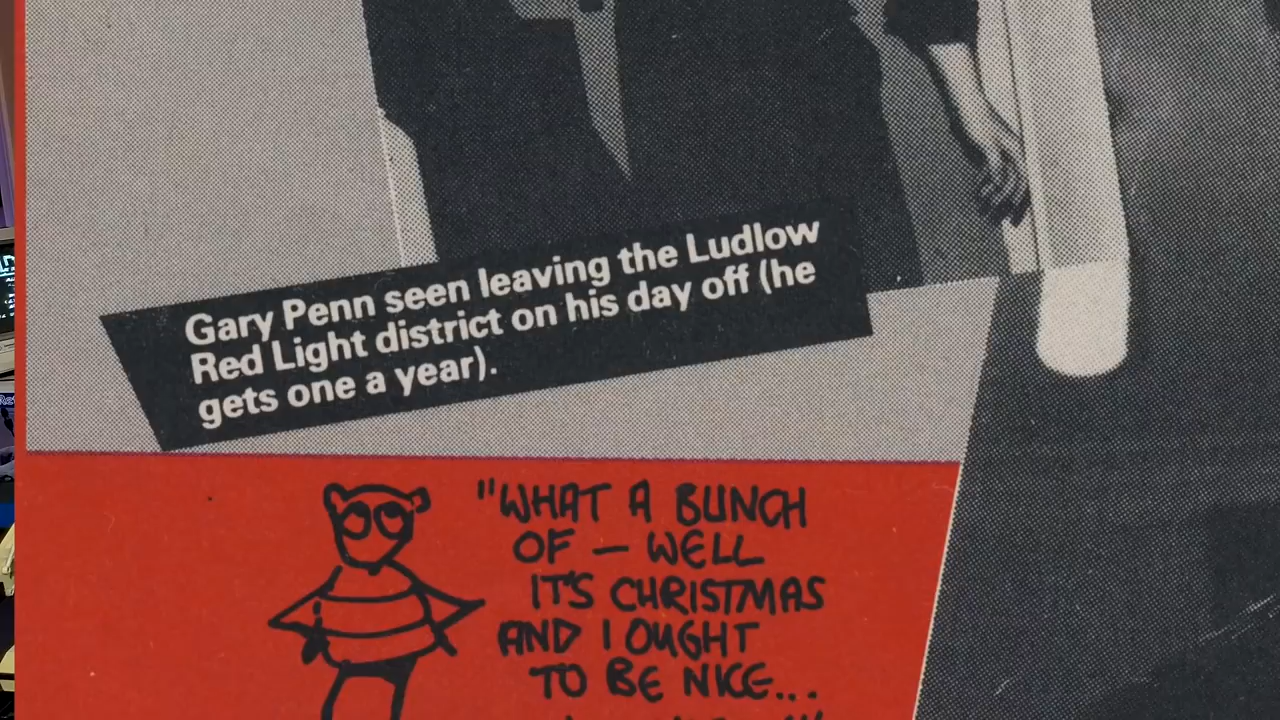 Gary Penn seen leaving the Ludlow
Red Light district on his day off (he
gets one a year).
"WHAT A BUNCH
OF — WELL
IT'S CHRISTMAS
AND I OUGHT
TO BE NICE...